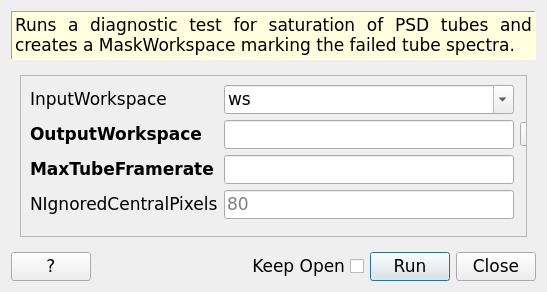 Runs a diagnostic test for saturation of PSD tubes and
creates a MaskWorkspace marking the failed tube spectra.
InputWorkspace ws
OutputWorkspace
MaxTubeFramerate
NIgnoredCentralPixels 80
? Keep Open Run Close